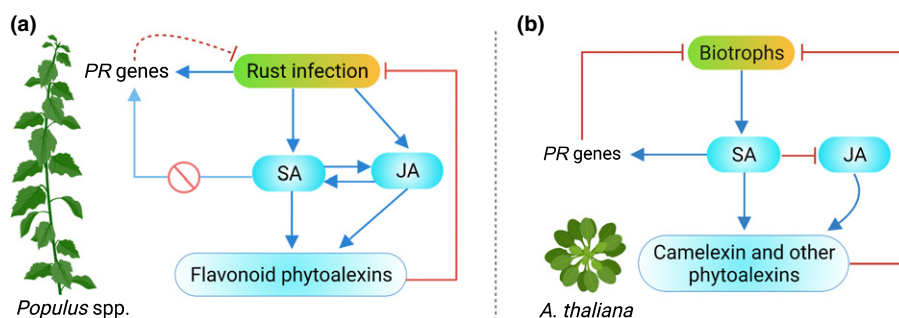 (a)
PR genes
Rust infection
SA
JA
Flavonoid phytoalexins
Populus spp.
(b)
Biotrophs
PR genes
SA
JA
Camelexin and other
phytoalexins
A. thaliana